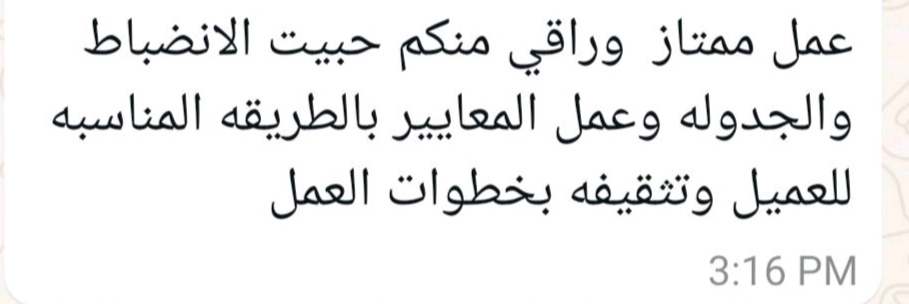 عمل ممتاز وراقي منكم حبيت الانضباط
والجدوله وعمل المعايير بالطريقه المناسبه
للعميل وتثقيفه بخطوات العمل
3:16 PM